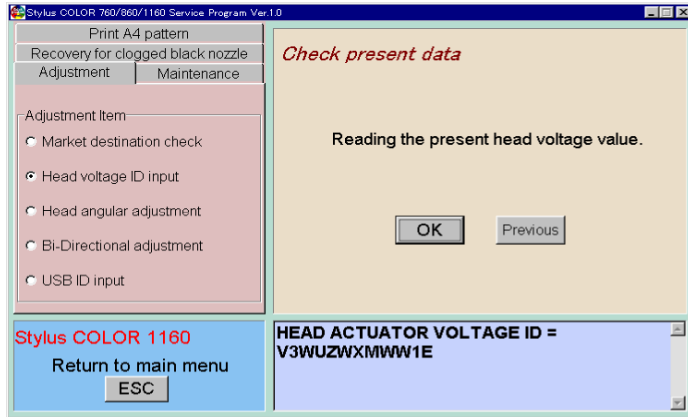 Stylus COLOR 760/860/1160 Service Program Ver.1.0
Print A4 pattern
Recovery for clogged black nozzle
Adjustment
Maintenance
Adjustment Item
Market destination check
Head voltage ID input
Head angular adjustment
Bi-Directional adjustment
USB ID input
Check present data
Reading the present head voltage value.
OK
Previous
Stylus COLOR 1160
Return to main menu
ESC
HEAD ACTUATOR VOLTAGE ID =
V3WUZWXMWW1E